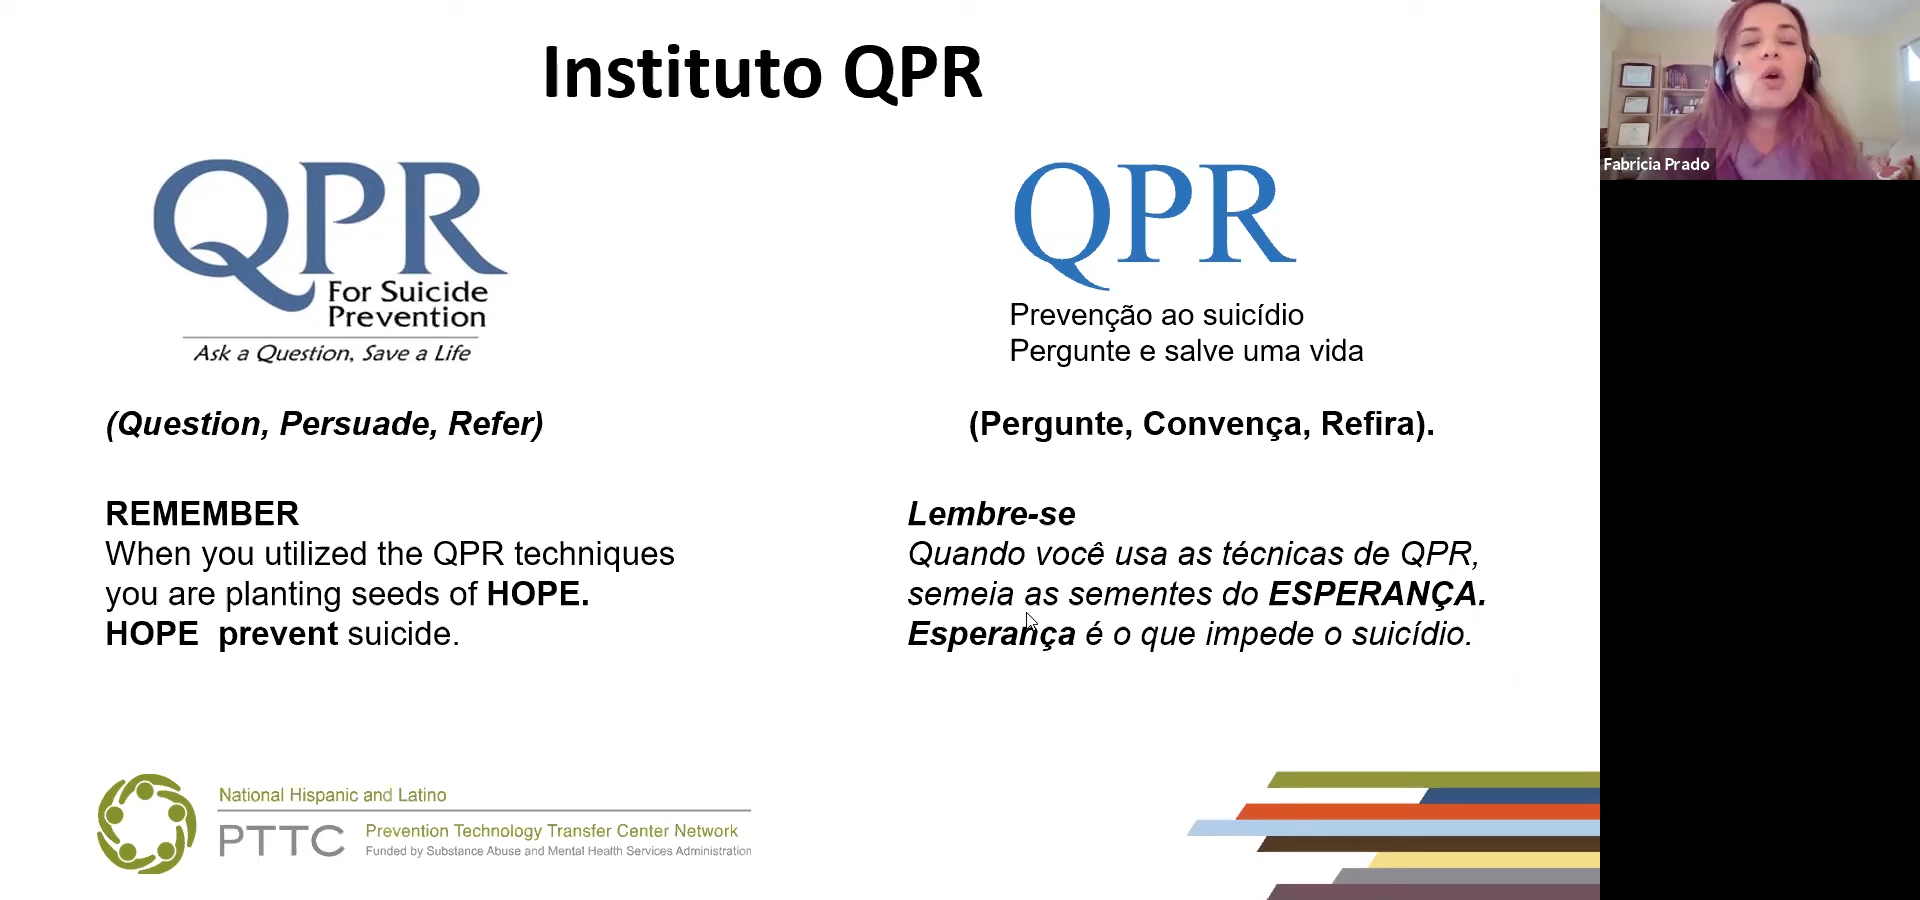 Instituto QPR
QPR
For Suicide
Prevention
Ask a Question, Save a Life
(Question, Persuade, Refer)
REMEMBER
When you utilized the QPR techniques
you are planting seeds of HOPE.
HOPE prevent suicide.
QPR
Prevenção ao suicídio
Pergunte e salve uma vida
(Pergunte, Convença, Refira).
Lembre-se
Quando você usa as técnicas de QPR,
semeia as sementes do ESPERANÇA.
Esperança é o que impede o suicídio.
National Hispanic and Latino
PTTC
Prevention Technology Transfer Center Network
Funded by Substance Abuse and Mental Health Services Administration
Fabricia Prado